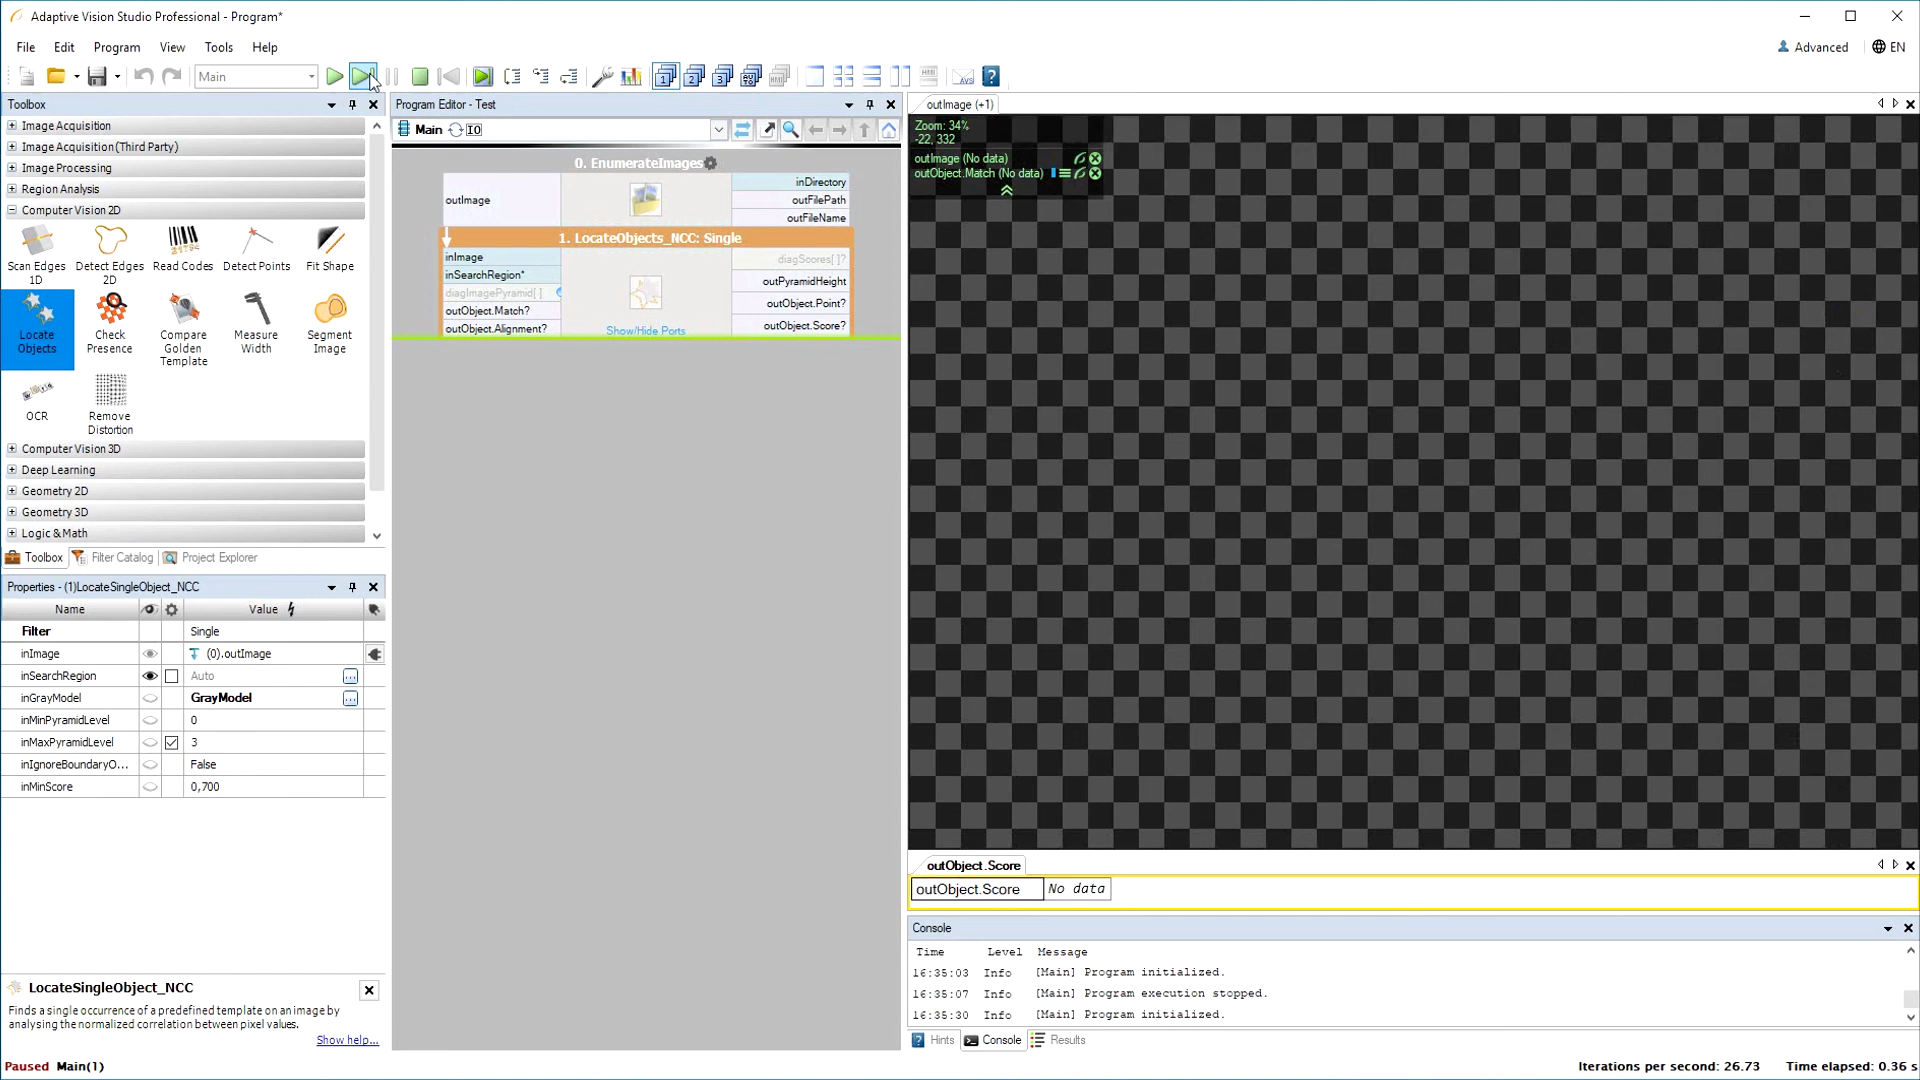 Adaptive Vision Studio Professional - Program*
File Edit Program View Tools Help
Advanced EN
Main
1 2 3 AUTO HMI HMI .AVS ?
Toolbox
Image Acquisition
Image Acquisition (Third Party)
Image Processing
Region Analysis
Computer Vision 2D
Scan Edges 1D
Detect Edges 2D
Read Codes
Detect Points
Fit Shape
Locate Objects
Check Presence
Compare Golden Template
Measure Width
Segment Image
OCR
Remove Distortion
Computer Vision 3D
Deep Learning
Geometry 2D
Geometry 3D
Logic & Math
Toolbox Filter Catalog Project Explorer
Properties - (1)LocateSingleObject_NCC
Name Value
Filter Single
inImage (0).outImage
inSearchRegion Auto ...
inGrayModel GrayModel ...
inMinPyramidLevel 0
inMaxPyramidLevel 3
inIgnoreBoundaryO... False
inMinScore 0,700
LocateSingleObject_NCC
Finds a single occurrence of a predefined template on an image by
analysing the normalized correlation between pixel values.
Show help...
Program Editor - Test
Main IO
0. EnumerateImages
outImage
inDirectory
outFilePath
outFileName
1. LocateObjects_NCC: Single
inImage
inSearchRegion*
diagImagePyramid[ ]
outObject.Match?
outObject.Alignment?
Show/Hide Ports
diagScores[ ]?
outPyramidHeight
outObject.Point?
outObject.Score?
outImage (+1)
Zoom: 34%
-22, 332
outImage (No data)
outObject.Match (No data)
outObject.Score
outObject.Score No data
Console
Time Level Message
16:35:03 Info [Main] Program initialized.
16:35:07 Info [Main] Program execution stopped.
16:35:30 Info [Main] Program initialized.
Hints Console Results
Paused Main(1)
Iterations per second: 26.73 Time elapsed: 0.36 s